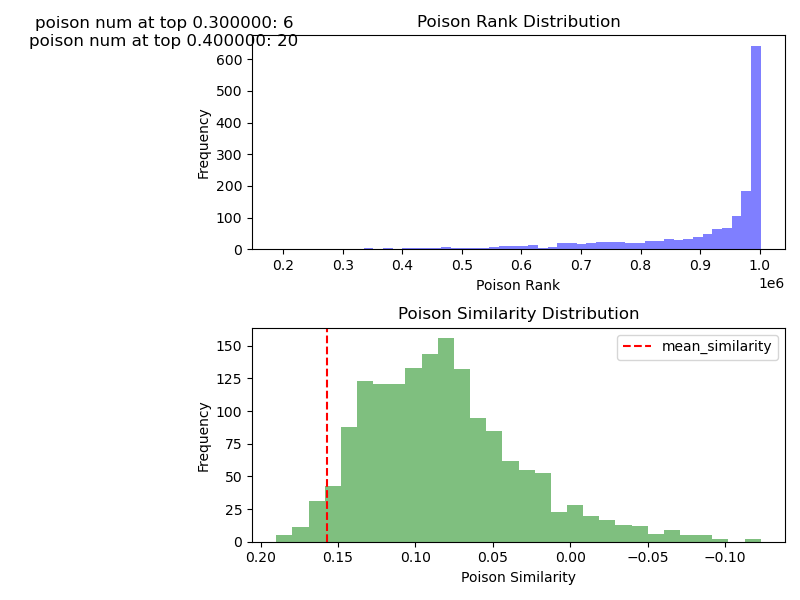 poison num at top 0.300000: 6
poison num at top 0.400000: 20
Poison Rank Distribution
Frequency
600
500
400
300
200
100
0
0.2 0.3 0.4 0.5 0.6 0.7 0.8 0.9 1.0
1e6
Poison Rank
Poison Similarity Distribution
mean_similarity
Frequency
150
125
100
75
50
25
0
0.20 0.15 0.10 0.05 0.00 −0.05 −0.10
Poison Similarity